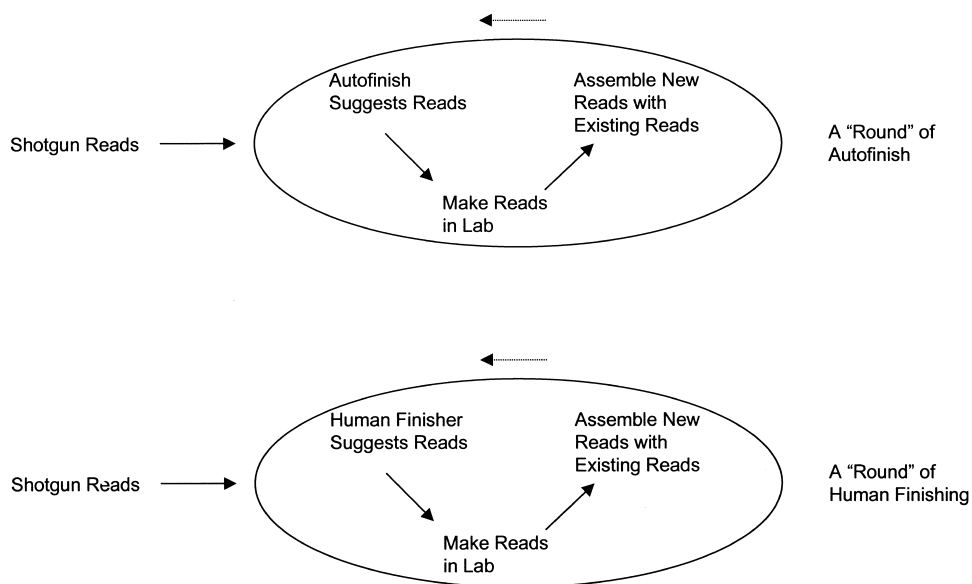 Autofinish
Suggests Reads
Assemble New
Reads with
Existing Reads
Shotgun Reads
A “Round” of
Autofinish
Make Reads
in Lab
Human Finisher
Suggests Reads
Assemble New
Reads with
Existing Reads
Shotgun Reads
A “Round” of
Human Finishing
Make Reads
in Lab